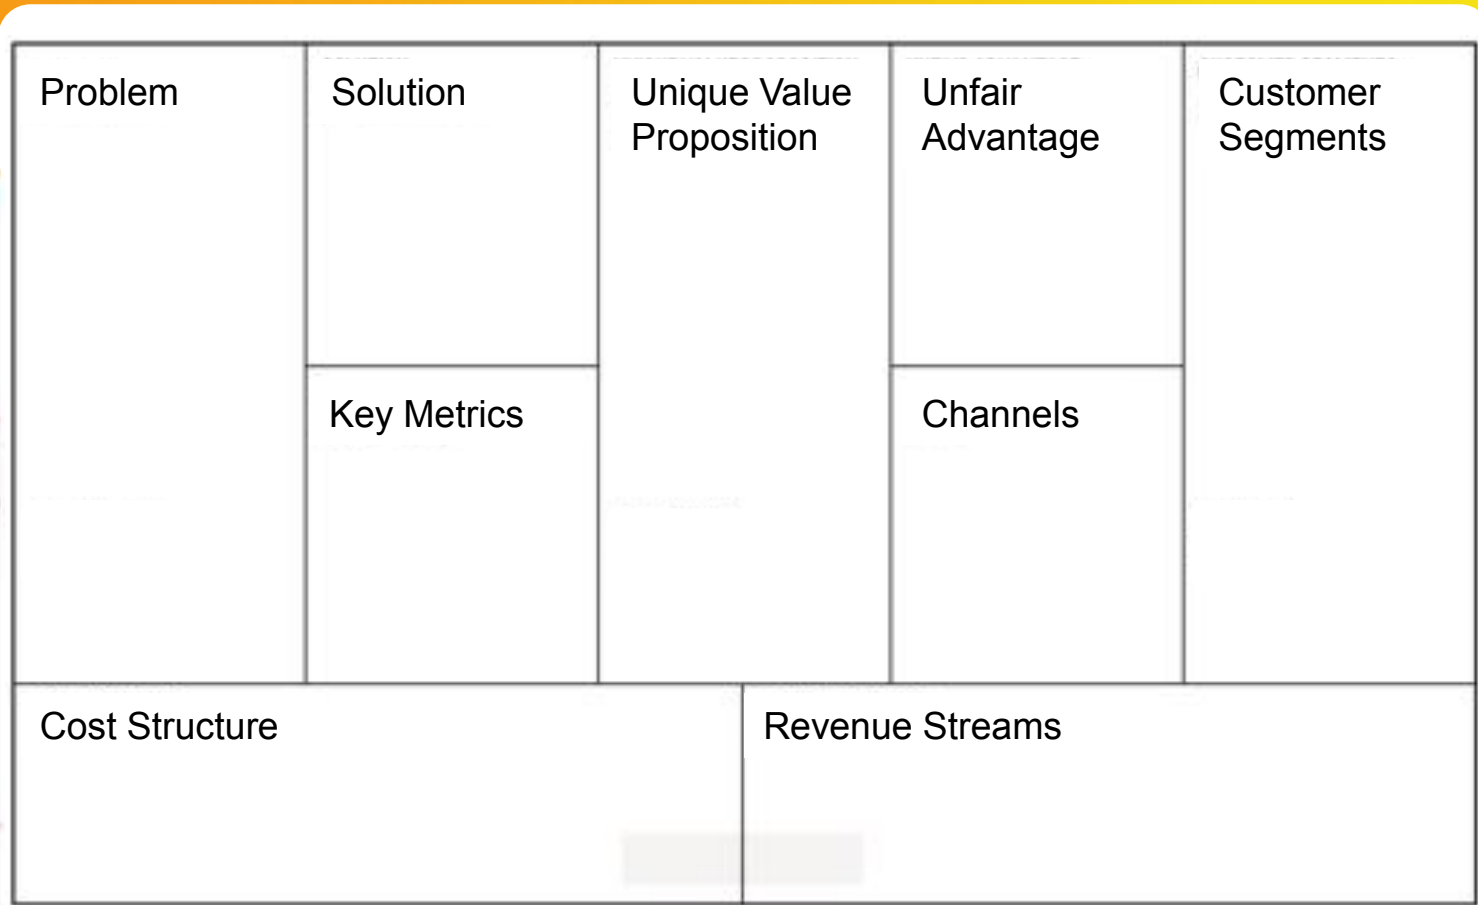 Problem
Solution
Unique Value
Proposition
Unfair
Advantage
Customer
Segments
Key Metrics
Channels
Cost Structure
Revenue Streams